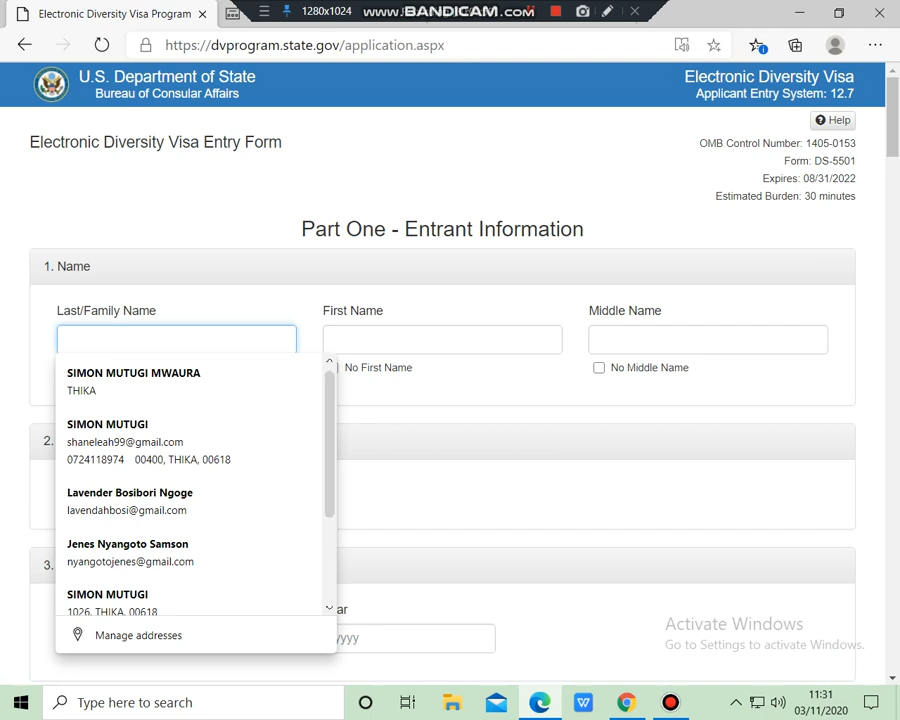 Electronic Diversity Visa Program
1280x1024
www.BANDICAM.com
https://dvprogram.state.gov/application.aspx
U.S. Department of State
Bureau of Consular Affairs
Electronic Diversity Visa
Applicant Entry System: 12.7
Help
Electronic Diversity Visa Entry Form
OMB Control Number: 1405-0153
Form: DS-5501
Expires: 08/31/2022
Estimated Burden: 30 minutes
Part One - Entrant Information
1. Name
Last/Family Name
First Name
Middle Name
No First Name
No Middle Name
SIMON MUTUGI MWAURA
THIKA
SIMON MUTUGI
shaneleah99@gmail.com
0724118974 00400, THIKA, 00618
Lavender Bosibori Ngoge
lavendahbosi@gmail.com
Jenes Nyangoto Samson
nyangotojenes@gmail.com
SIMON MUTUGI
1026, THIKA, 00618
Manage addresses
2.
3.
ar
yyyy
Activate Windows
Go to Settings to activate Windows.
Type here to search
11:31
03/11/2020